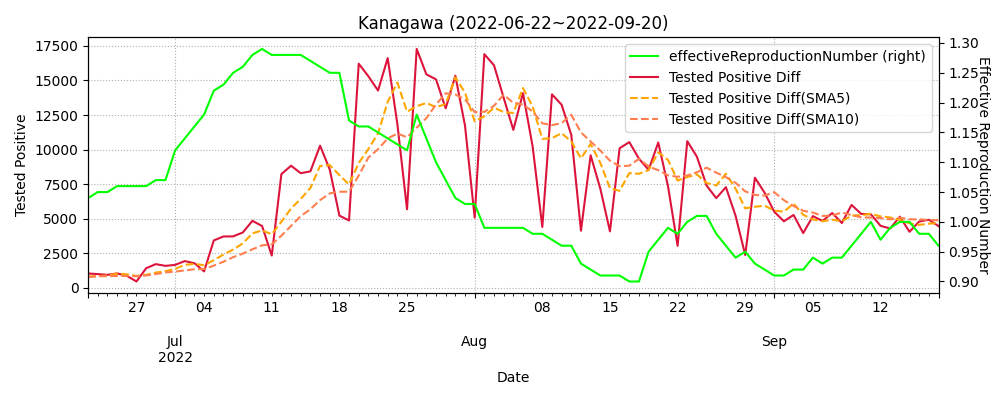 Kanagawa (2022-06-22~2022-09-20)
effectiveReproductionNumber (right)
Tested Positive Diff
Tested Positive Diff(SMA5)
Tested Positive Diff(SMA10)
Tested Positive
17500
15000
12500
10000
7500
5000
2500
0
1.30
1.25
1.20
1.15
1.10
1.05
1.00
0.95
0.90
Effective Reproduction Number
27 04 11 18 25 08 15 22 29 05 12
Jul Aug Sep
2022
Date